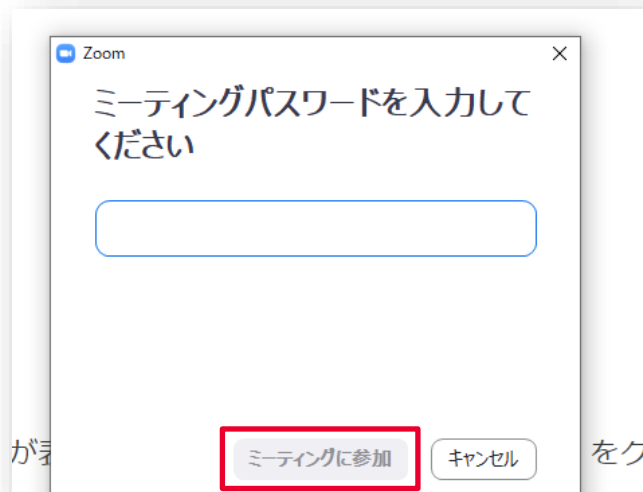 Zoom
ミーティングパスワードを入力して
ください
ミーティングに参加
キャンセル
が表
をク